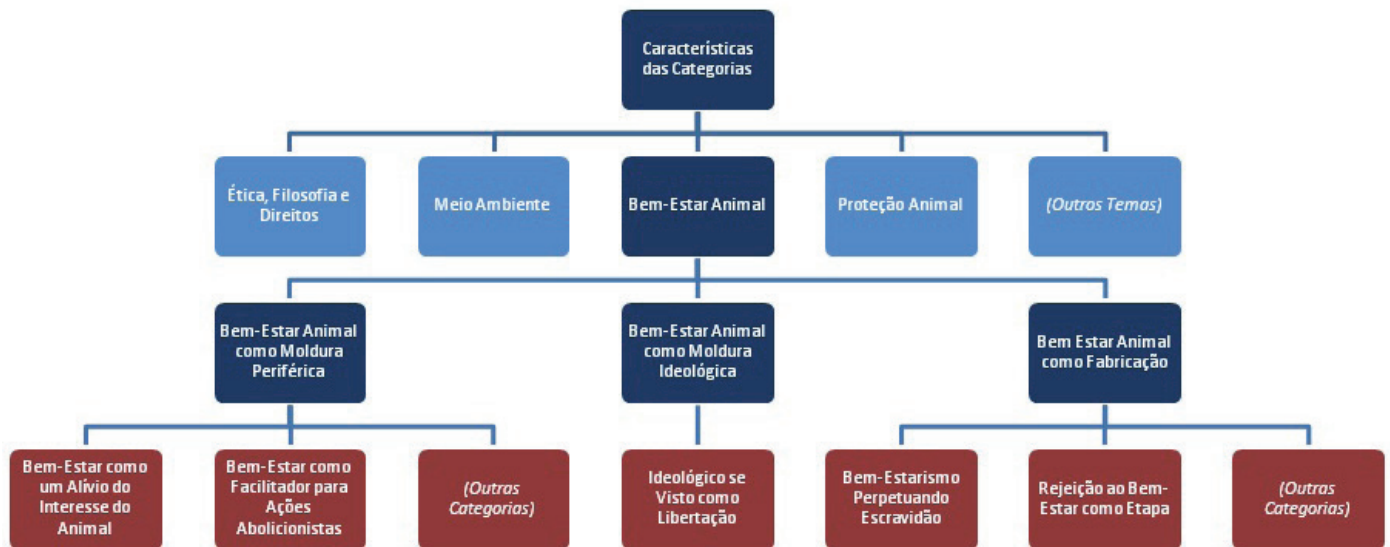 Características
das Categorias
Ética, Filosofia e
Direitos
Meio Ambiente
Bem-Estar Animal
Proteção Animal
(Outros Temas)
Bem-Estar Animal
como Moldura
Periférica
Bem-Estar Animal
como Moldura
Ideológica
Bem Estar Animal
como Fabricação
Bem-Estar como
um Alívio do
Interesse do
Animal
Bem-Estar como
Facilitador para
Ações
Abolicionistas
(Outras
Categorias)
Ideológico se
Visto como
Libertação
Bem-Estarismo
Perpetuando
Escravidão
Rejeição ao Bem-
Estar como Etapa
(Outras
Categorias)